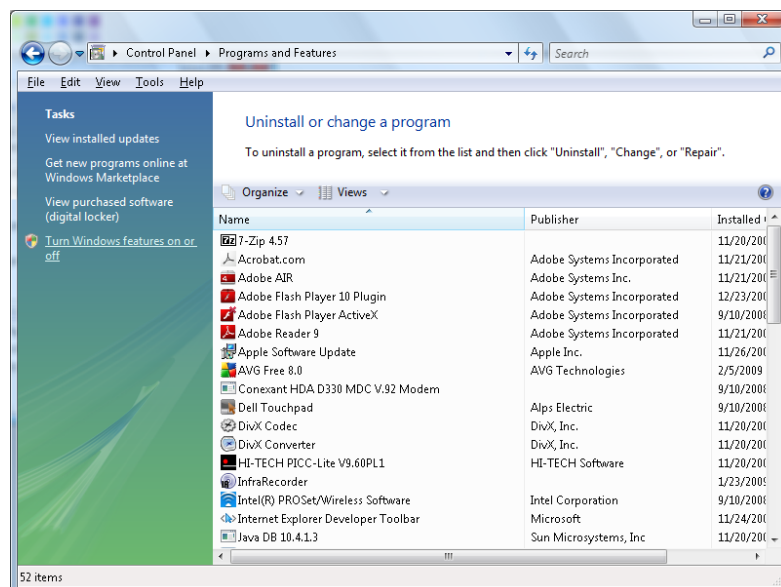 Control Panel Programs and Features Search
File Edit View Tools Help
Tasks
View installed updates
Get new programs online at
Windows Marketplace
View purchased software
(digital locker)
Turn Windows features on or
off
Uninstall or change a program
To uninstall a program, select it from the list and then click "Uninstall", "Change", or "Repair".
Organize Views
Name Publisher Installed
7-Zip 4.57 11/20/200
Acrobat.com Adobe Systems Incorporated 11/21/200
Adobe AIR Adobe Systems Inc. 11/21/200
Adobe Flash Player 10 Plugin Adobe Systems Incorporated 12/23/200
Adobe Flash Player ActiveX Adobe Systems Incorporated 9/10/2008
Adobe Reader 9 Adobe Systems Incorporated 11/21/200
Apple Software Update Apple Inc. 11/26/200
AVG Free 8.0 AVG Technologies 2/5/2009
Conexant HDA D330 MDC V.92 Modem 9/10/2008
Dell Touchpad Alps Electric 9/10/2008
DivX Codec DivX, Inc. 11/20/200
DivX Converter DivX, Inc. 11/20/200
HI-TECH PICC-Lite V9.60PL1 HI-TECH Software 11/20/200
InfraRecorder 1/23/2009
Intel(R) PROSet/Wireless Software Intel Corporation 9/10/2008
Internet Explorer Developer Toolbar Microsoft 11/24/200
Java DB 10.4.1.3 Sun Microsystems, Inc 11/20/200
52 items